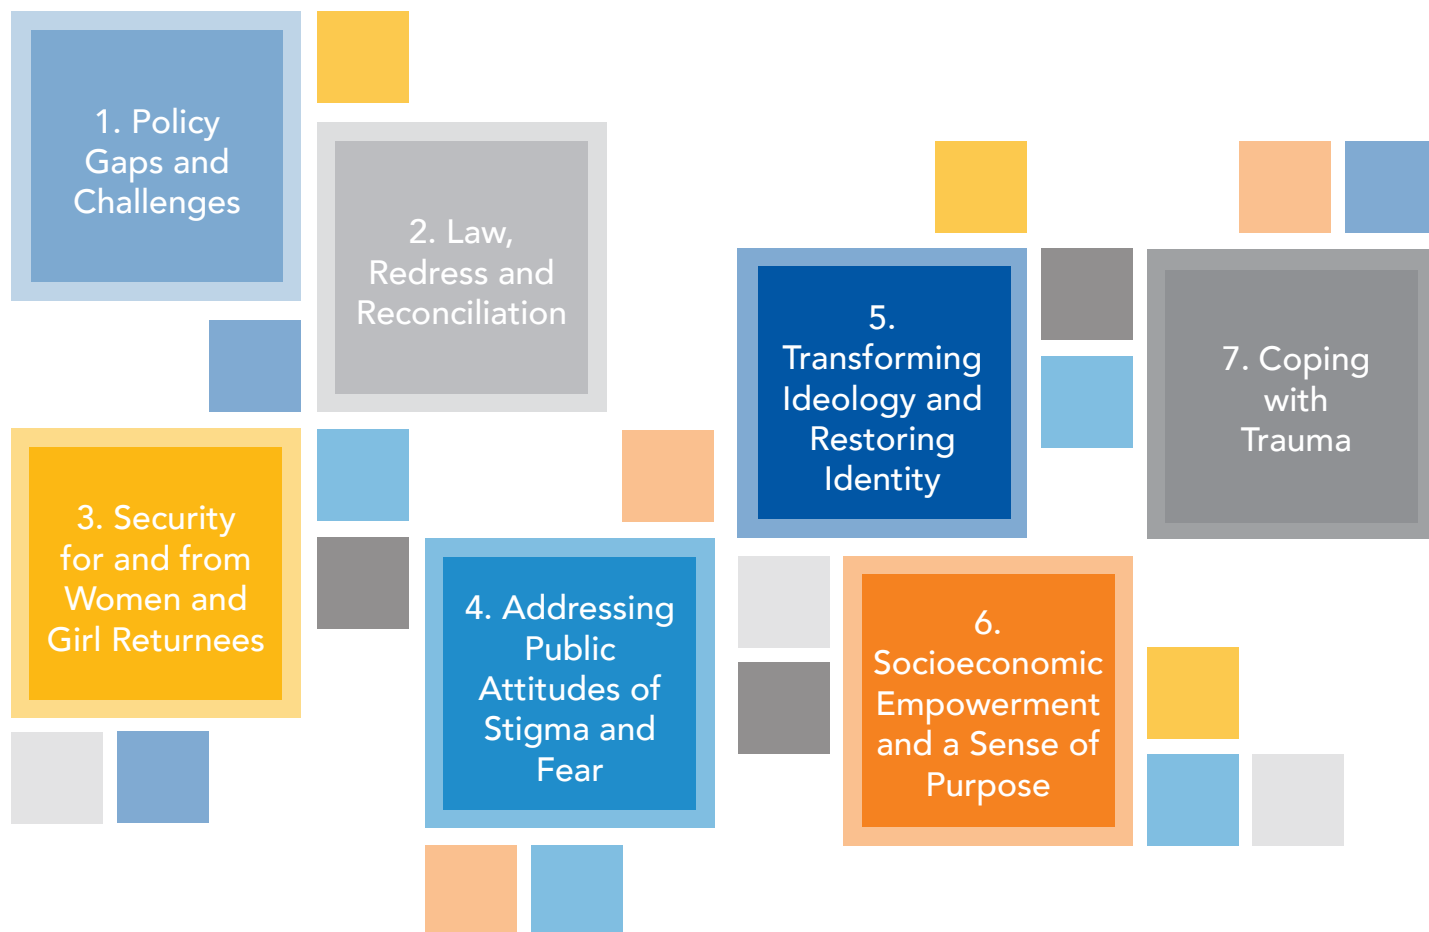 1. Policy
Gaps and
Challenges
2. Law,
Redress and
Reconciliation
3. Security
for and from
Women and
Girl Returnees
4. Addressing
Public
Attitudes of
Stigma and
Fear
5.
Transforming
Ideology and
Restoring
Identity
6.
Socioeconomic
Empowerment
and a Sense of
Purpose
7. Coping
with
Trauma